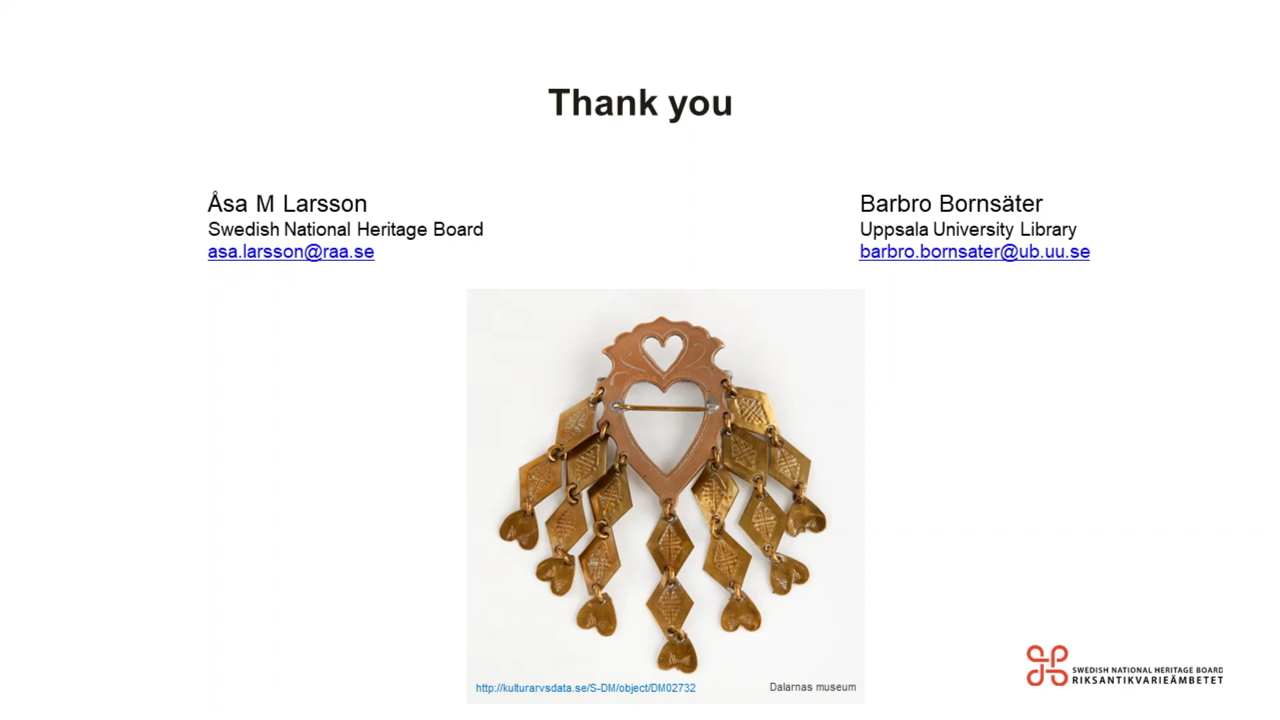 Thank you
Åsa M Larsson
Swedish National Heritage Board
asa.larsson@raa.se
Barbro Bornsäter
Uppsala University Library
barbro.bornsater@ub.uu.se
http://kulturarvsdata.se/S-DM/object/DM02732
Dalarnas museum
SWEDISH NATIONAL HERITAGE BOARD
RIKSANTIKVARIEÄMBETET